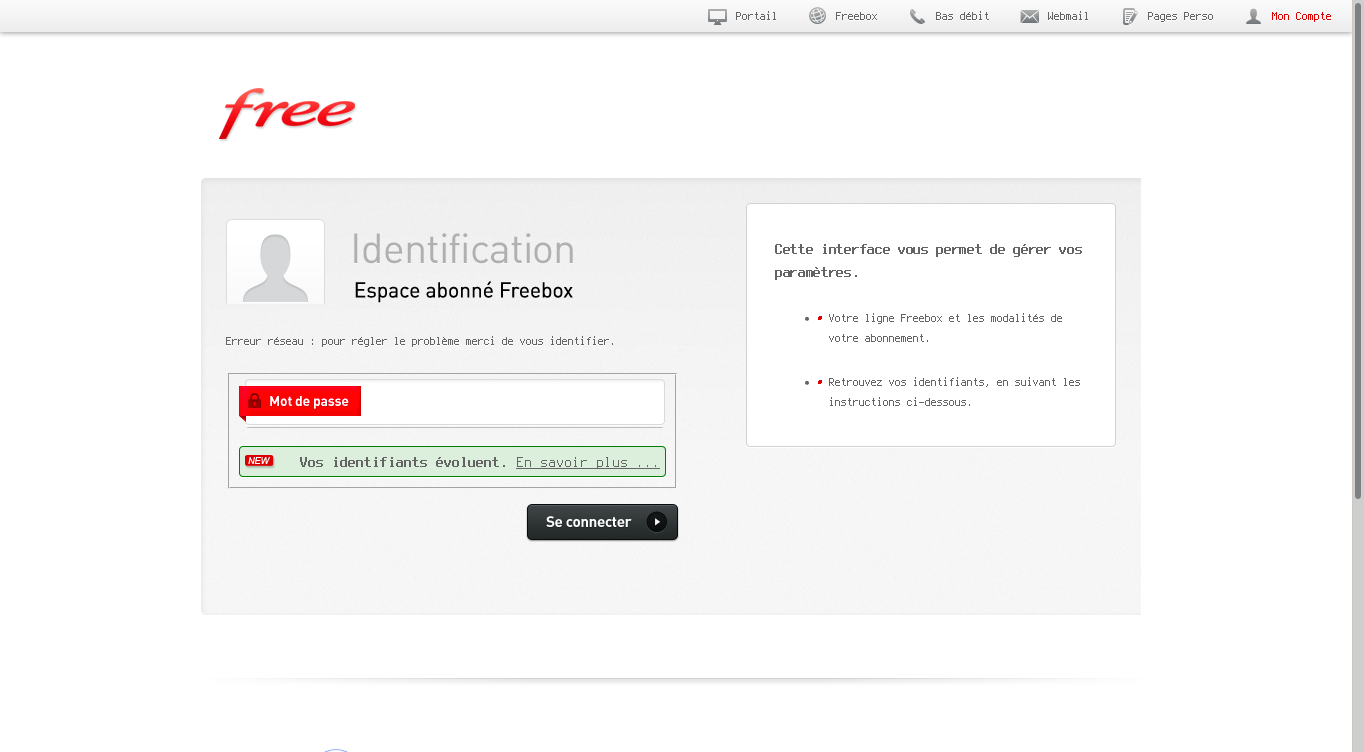 Portail Freebox Bas débit Webmail Pages Perso Mon Compte
free
Identification
Espace abonné Freebox
Erreur réseau : pour régler le problème merci de vous identifier.
Mot de passe
NEW Vos identifiants évoluent. En savoir plus ...
Se connecter
Cette interface vous permet de gérer vos
paramètres.
Votre ligne Freebox et les modalités de
votre abonnement.
Retrouvez vos identifiants, en suivant les
instructions ci-dessous.